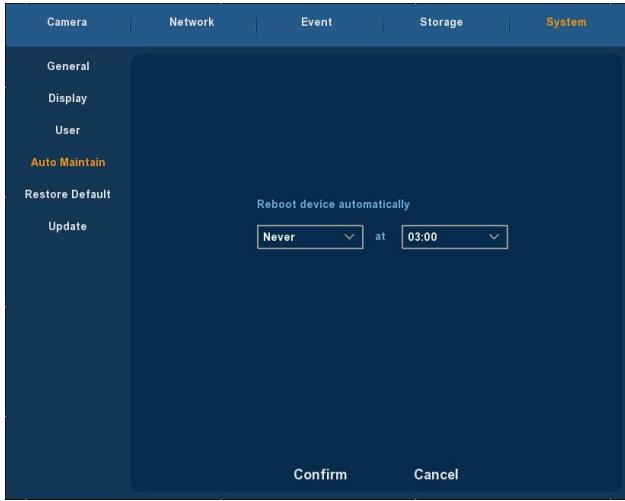 Camera Network Event Storage System
General
Display
User
Auto Maintain
Restore Default
Update
Reboot device automatically
Never at 03:00
Confirm Cancel